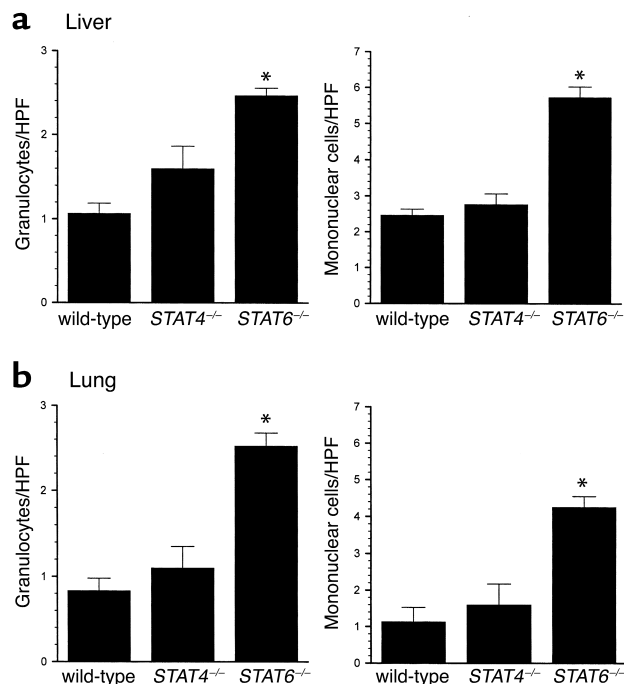 a Liver
Granulocytes/HPF
3
2
1
0
wild-type STAT4–/– STAT6–/–
*
Mononuclear cells/HPF
7
6
5
4
3
2
1
0
wild-type STAT4–/– STAT6–/–
*
b Lung
Granulocytes/HPF
3
2
1
0
wild-type STAT4–/– STAT6–/–
*
Mononuclear cells/HPF
7
6
5
4
3
2
1
0
wild-type STAT4–/– STAT6–/–
*